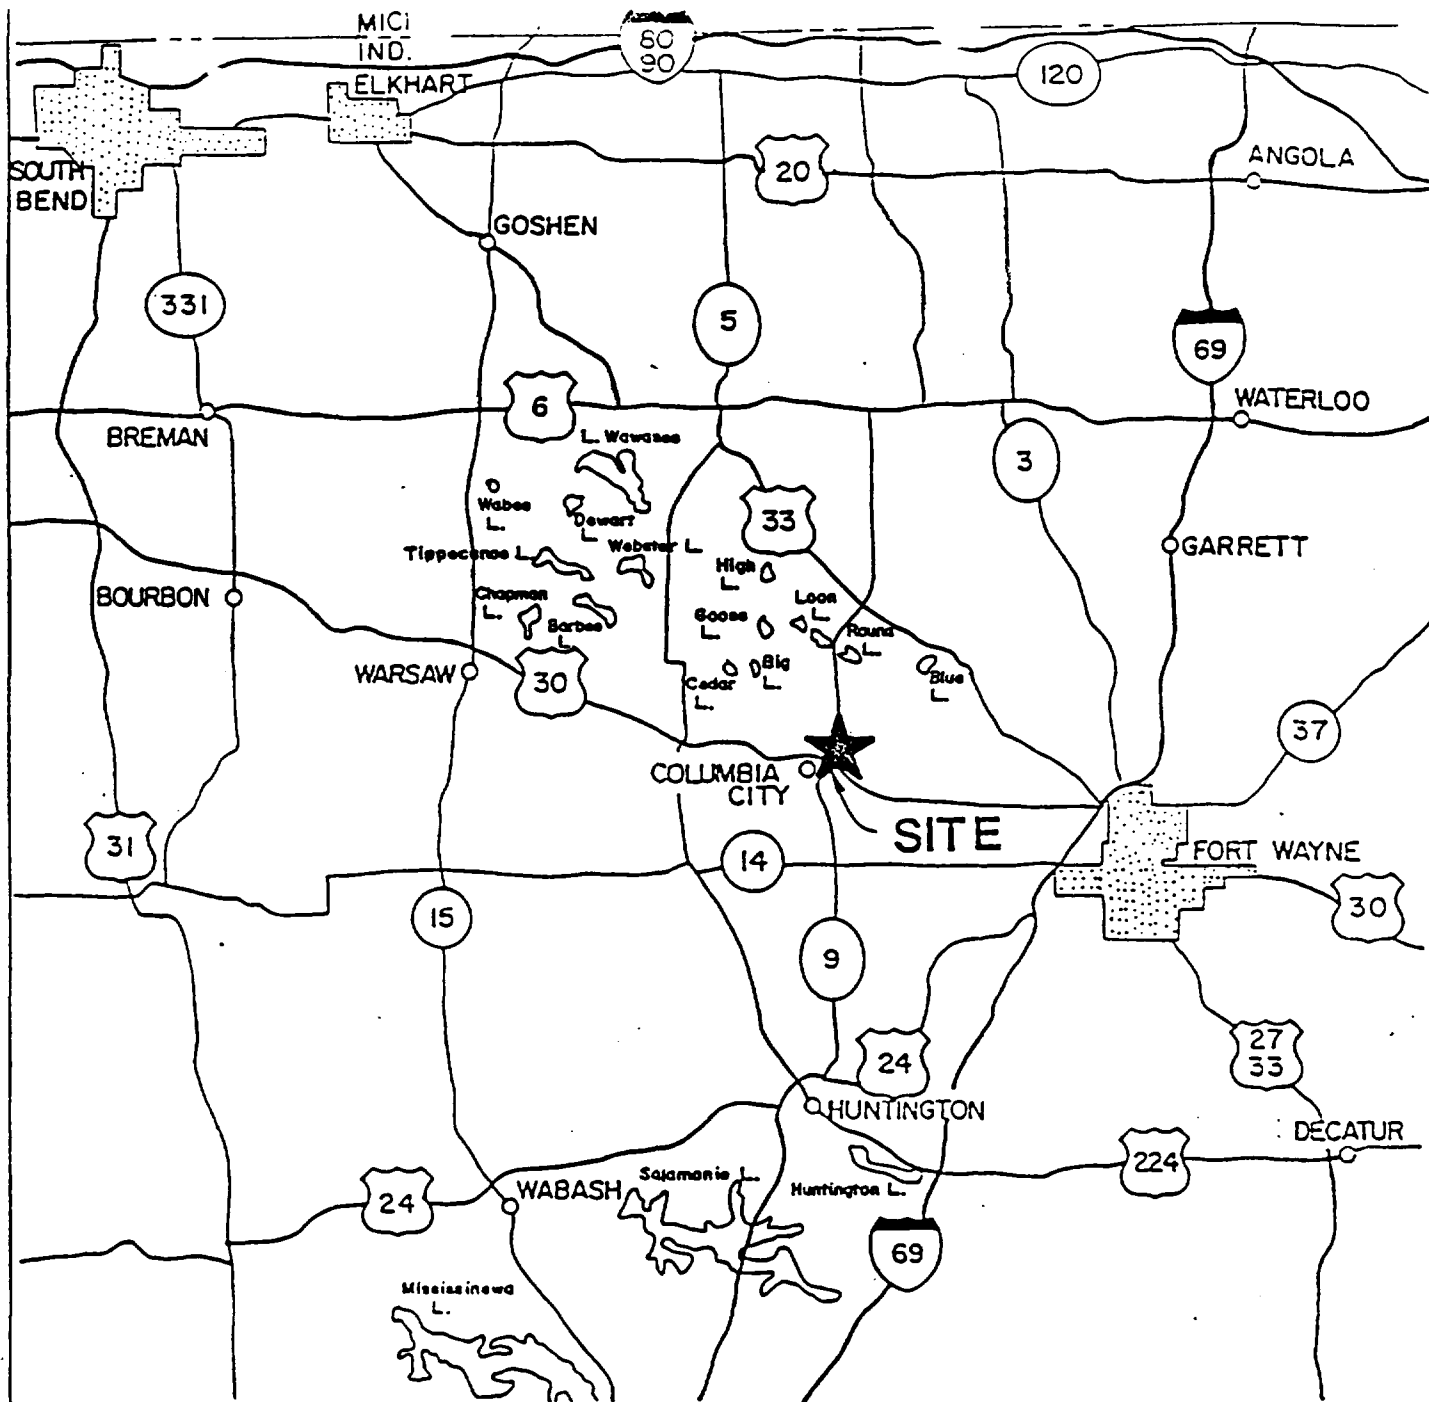 MICI
IND.
80
90
ELKHART
120
SOUTH
BEND
20
ANGOLA
GOSHEN
331
5
69
6
WATERLOO
BREMAN
L. Wawasee
3
Wabee
L.
Dewart
L.
33
Tippecanoe L.
Webster L.
GARRETT
High
L.
BOURBON
Chapman
L.
Barbee
L.
Goose
L.
Loon
L.
Round
L.
WARSAW
30
Cedar
L.
Big
L.
Blue
L.
37
COLUMBIA
CITY
SITE
31
14
FORT WAYNE
15
30
9
24
27
33
HUNTINGTON
DECATUR
224
24
WABASH
Salamonie L.
Huntington L.
69
Mississinewa
L.